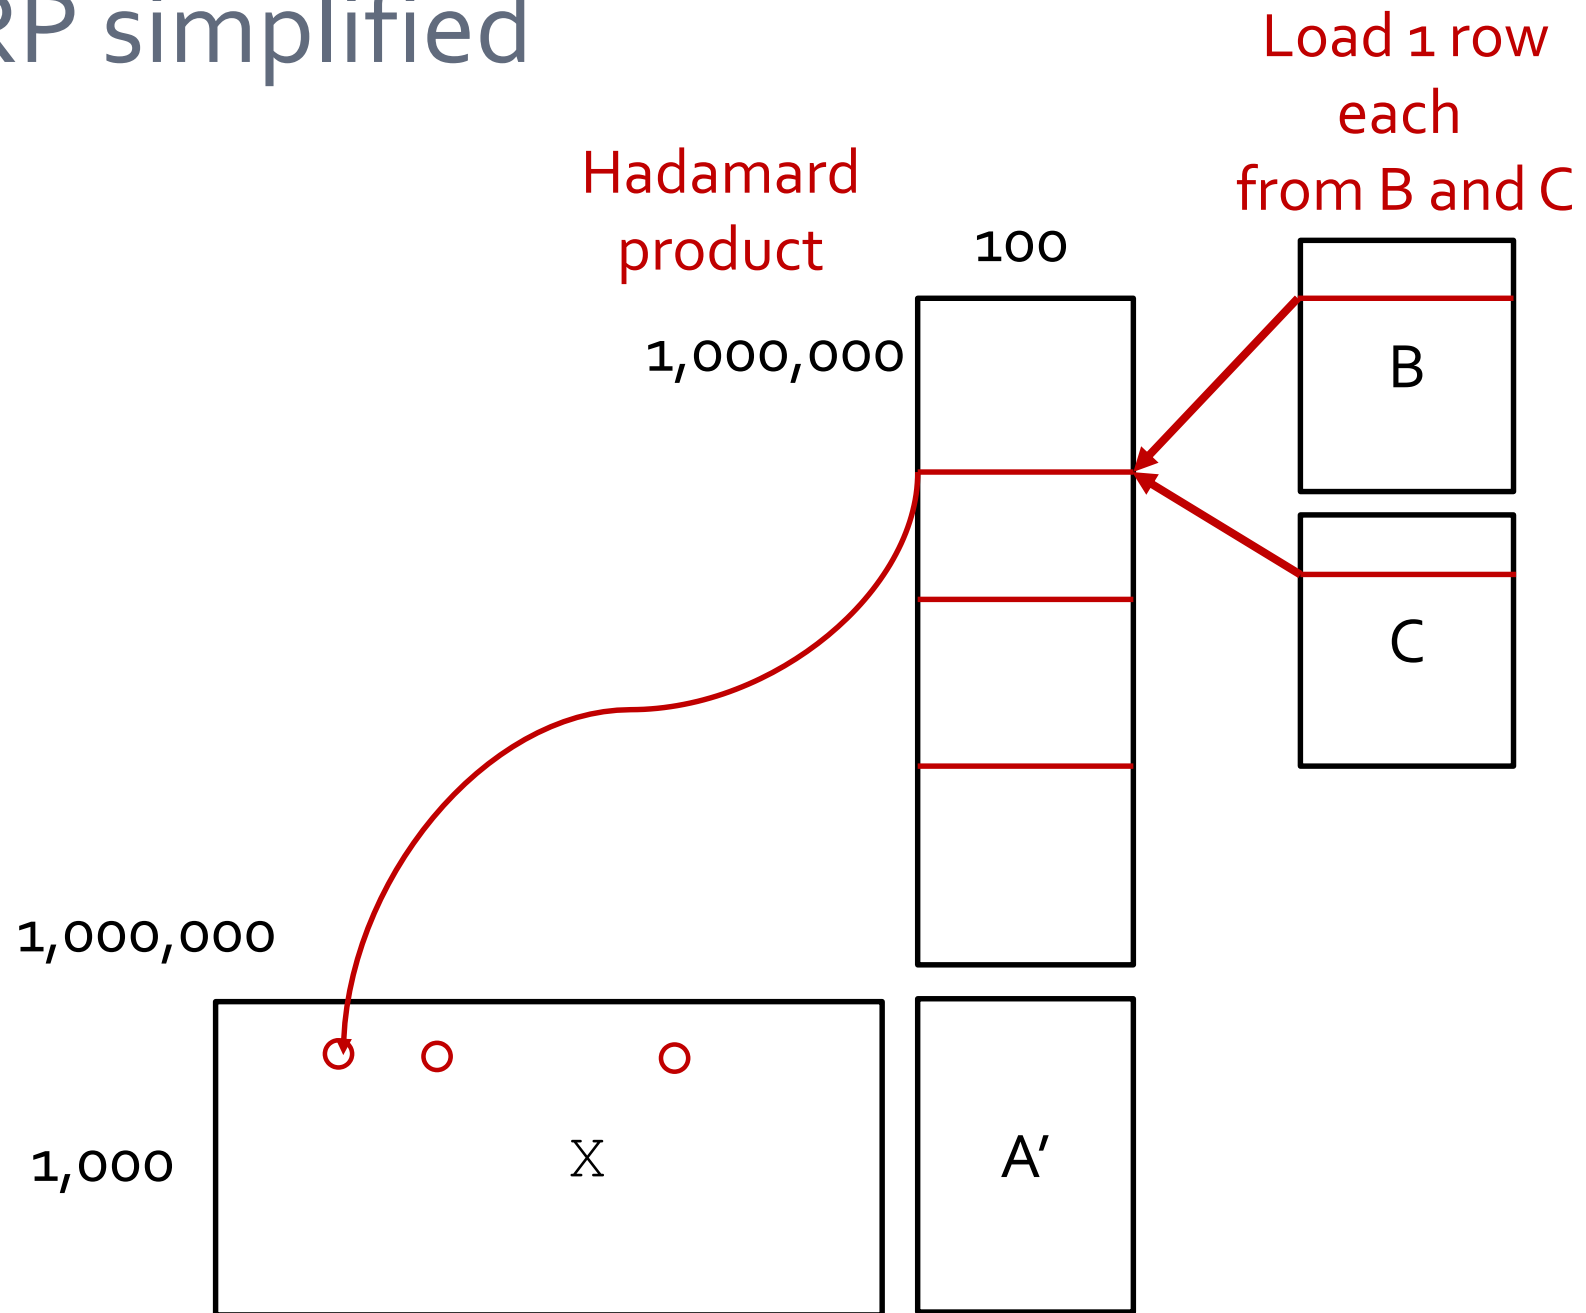 RP simplified
Load 1 row
each
from B and C
Hadamard
product
100
1,000,000
B
C
1,000,000
1,000
X
A'